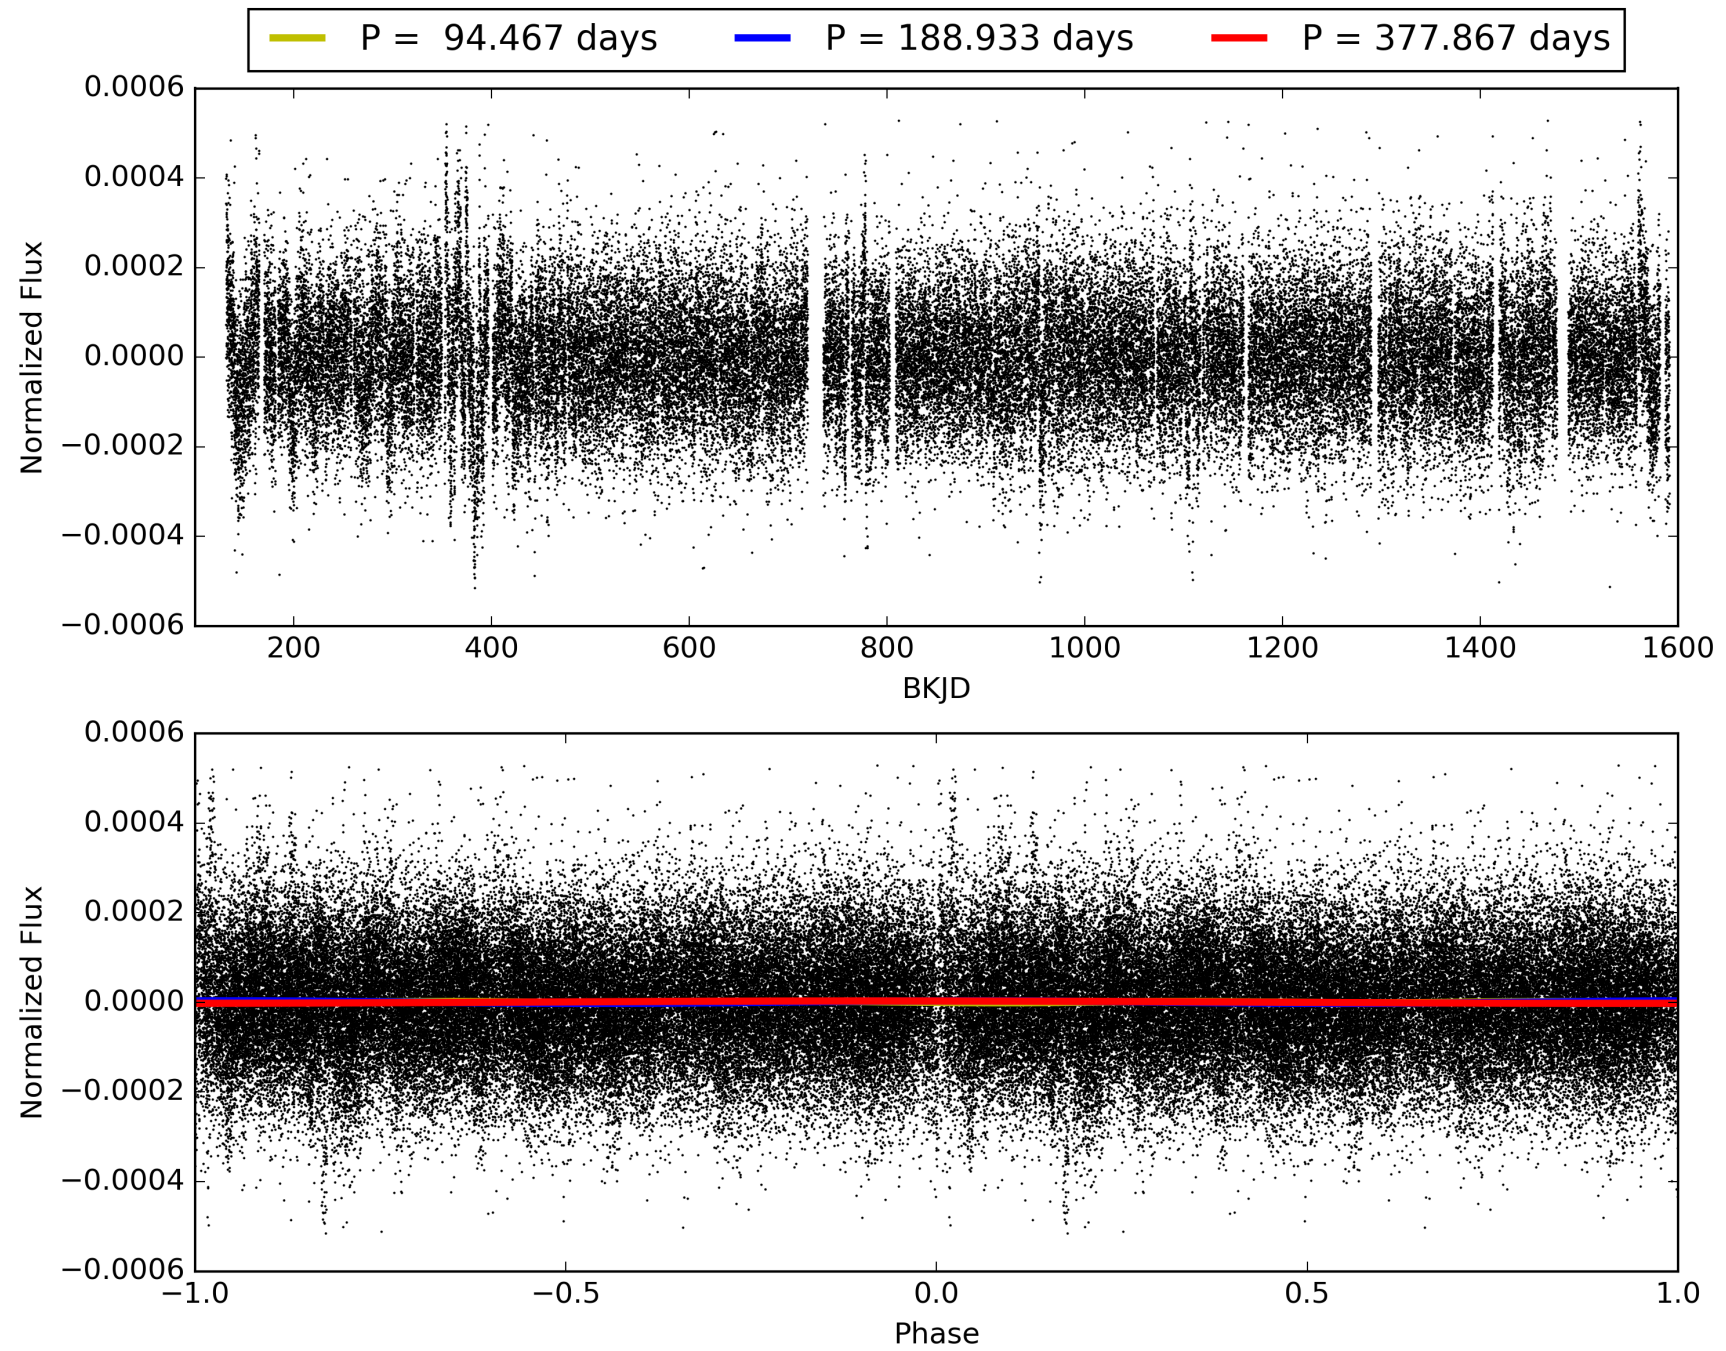 P =  94.467 days P = 188.933 days P = 377.867 days
0.0006
0.0004
0.0002
0.0000
−0.0002
−0.0004
−0.0006
Normalized Flux
200 400 600 800 1000 1200 1400 1600
BKJD
0.0006
0.0004
0.0002
0.0000
−0.0002
−0.0004
−0.0006
Normalized Flux
−1.0 −0.5 0.0 0.5 1.0
Phase